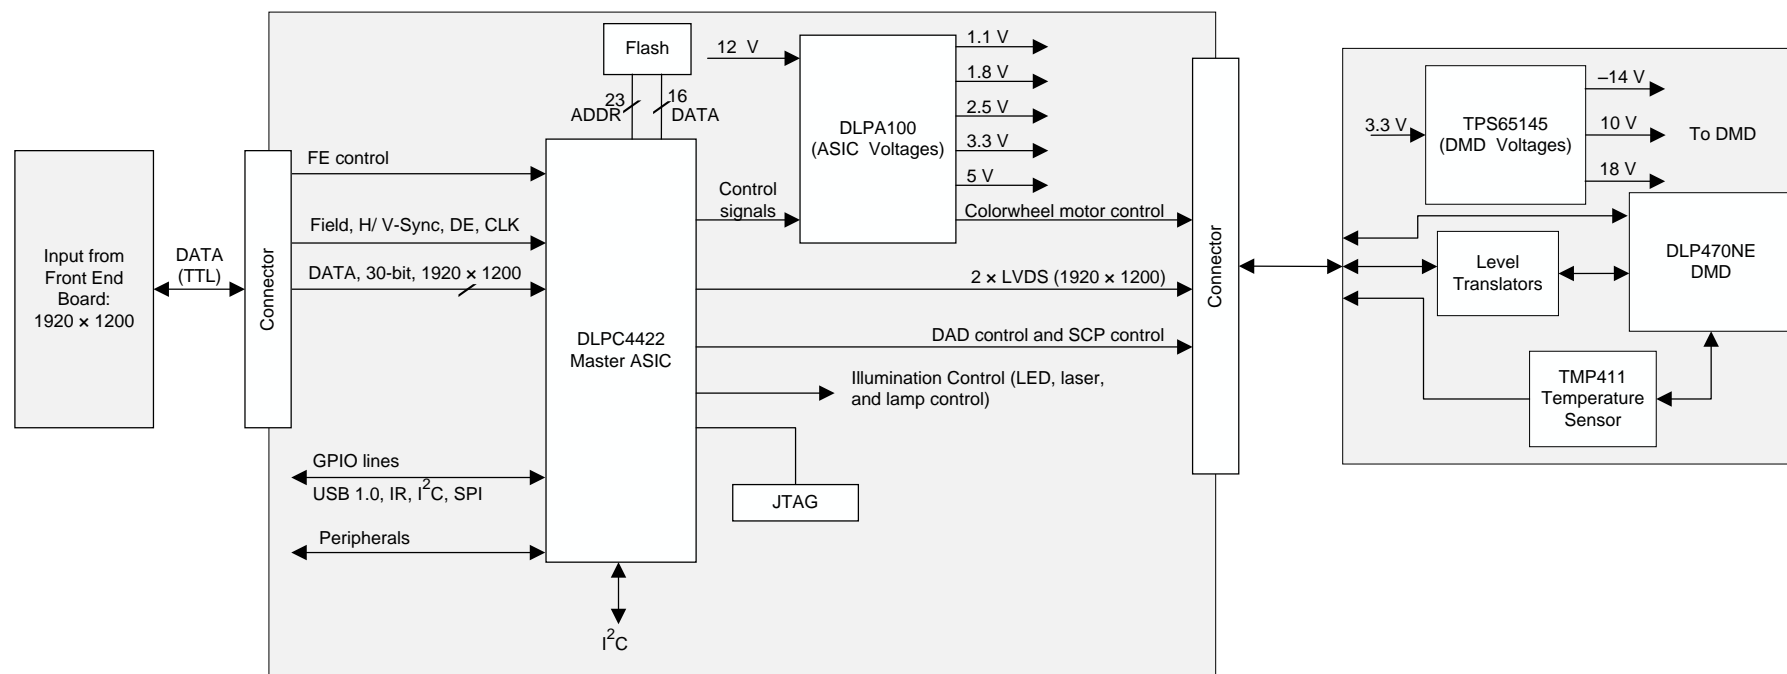 Input from
Front End
Board:
1920 × 1200
DATA
(TTL)
Connector
FE control
Field, H/ V-Sync, DE, CLK
DATA, 30-bit, 1920 × 1200
GPIO lines
USB 1.0, IR, I²C, SPI
Peripherals
Flash
23
ADDR
16
DATA
DLPC4422
Master ASIC
I²C
12 V
Control
signals
DLPA100
(ASIC Voltages)
1.1 V
1.8 V
2.5 V
3.3 V
5 V
Colorwheel motor control
2 × LVDS (1920 × 1200)
DAD control and SCP control
Illumination Control (LED, laser,
and lamp control)
JTAG
Connector
3.3 V
TPS65145
(DMD Voltages)
–14 V
10 V
18 V
To DMD
Level
Translators
DLP470NE
DMD
TMP411
Temperature
Sensor